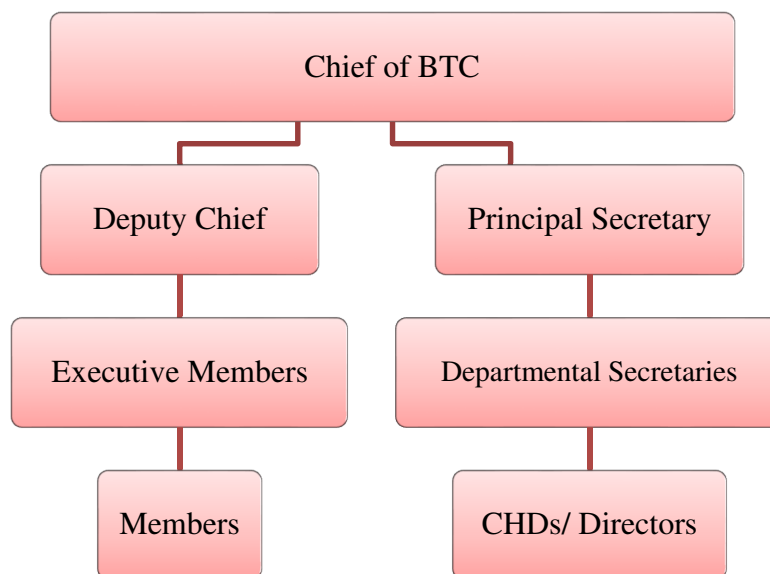 Chief of BTC
Deputy Chief
Principal Secretary
Executive Members
Departmental Secretaries
Members
CHDs/ Directors